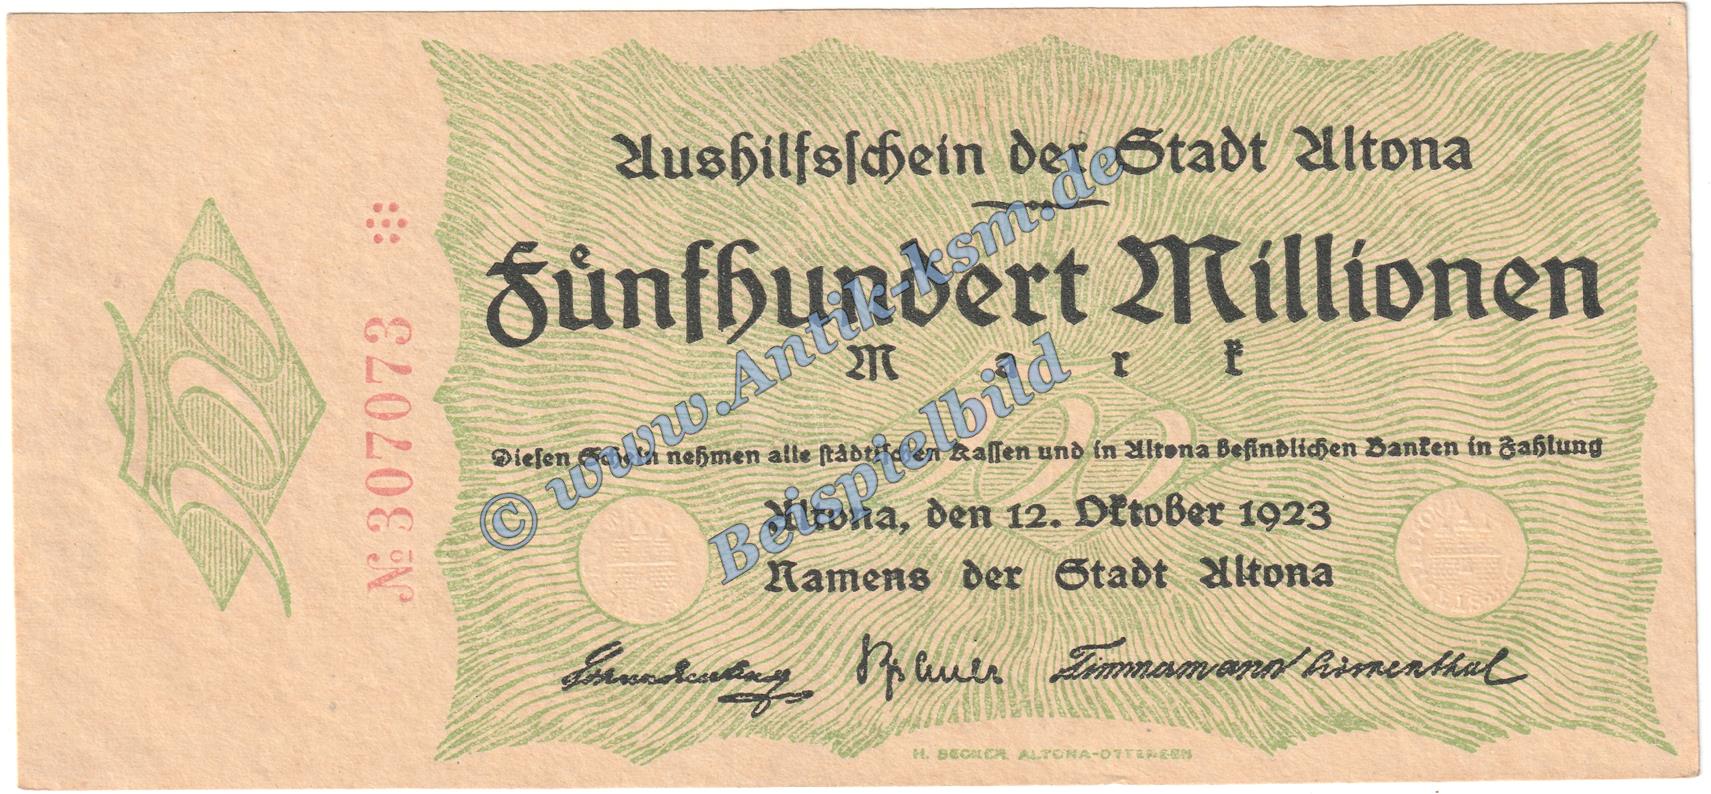 Aushilfsschein der Stadt Altona
Fünfhundert Millionen
Mark
Diesen Schein nehmen alle städtischen Kassen und in Altona befindlichen Banken in Zahlung
Altona, den 12. Oktober 1923
Namens der Stadt Altona
Timmermann
H. BECKER, ALTONA-OTTENSEN
№ 307073
500
© www.Antik-ksm.de
Beispielbild